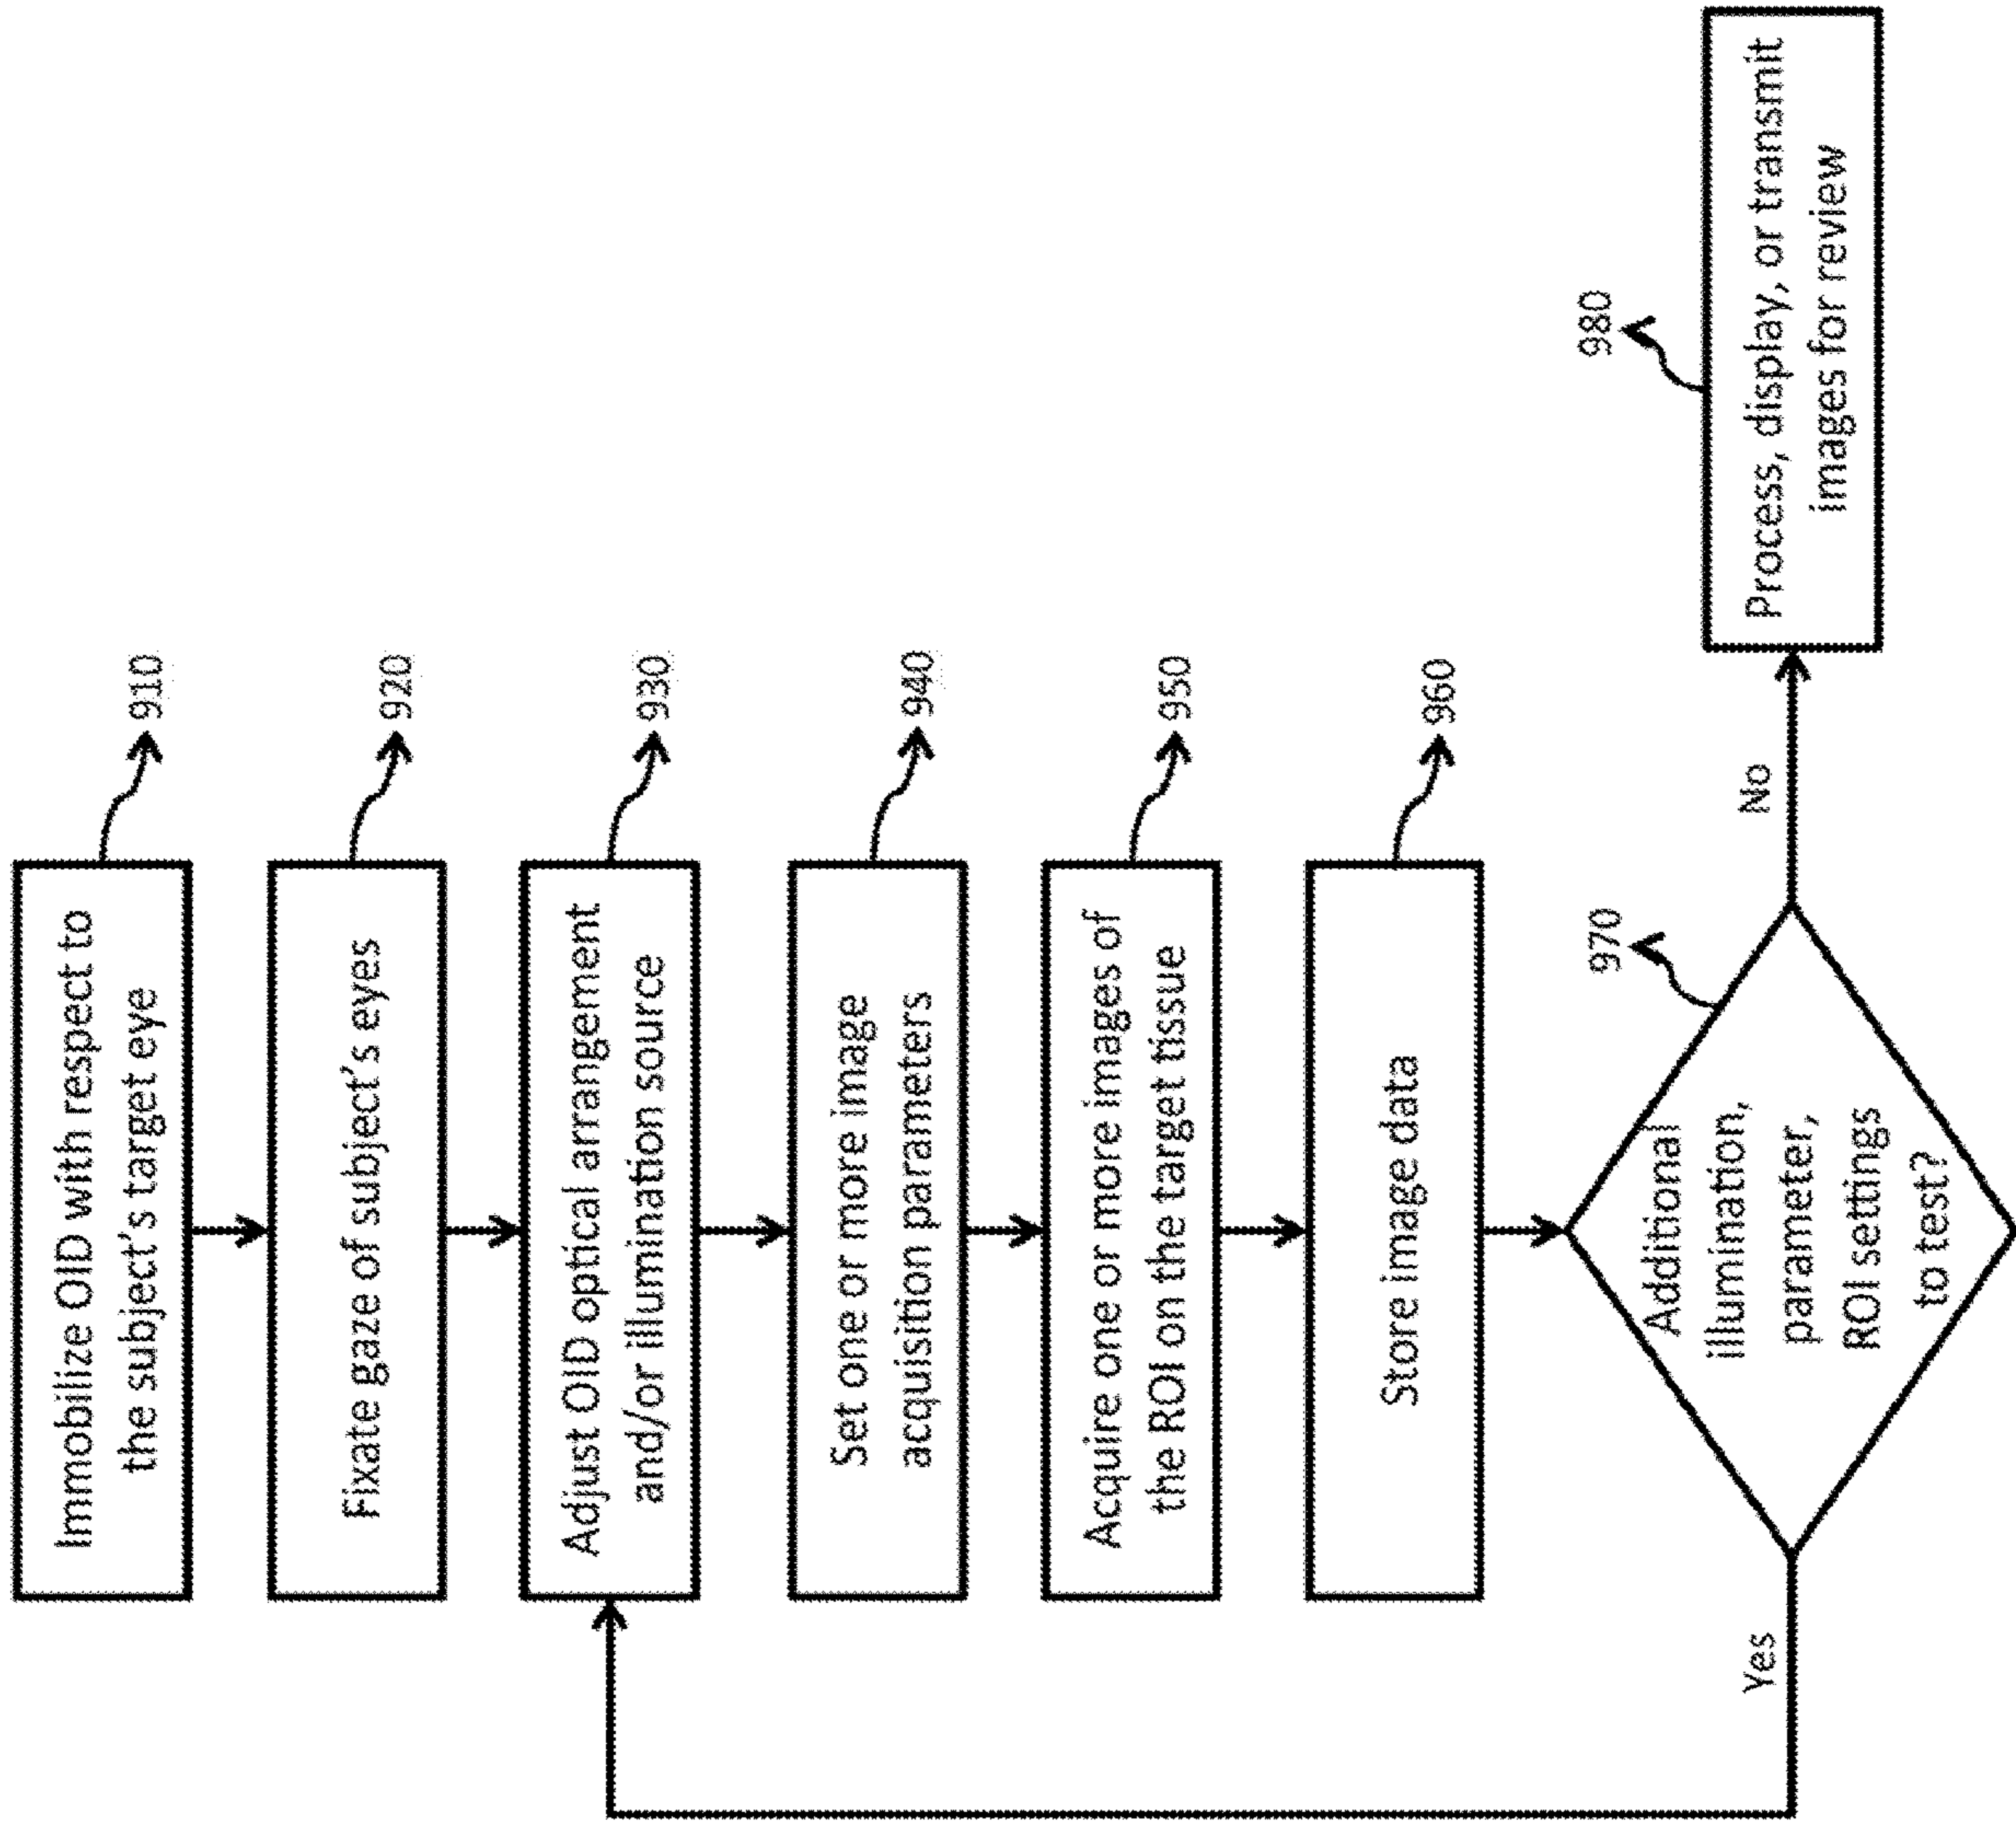 Immobilize OID with respect to
the subject's target eye
910
Fixate gaze of subject's eyes
920
Adjust OID optical arrangement
and/or illumination source
930
Set one or more image
acquisition parameters
940
Acquire one or more images of
the ROI on the target tissue
950
Store image data
960
Additional
illumination,
parameter,
ROI settings
to test?
970
Yes
No
Process, display, or transmit
images for review
980